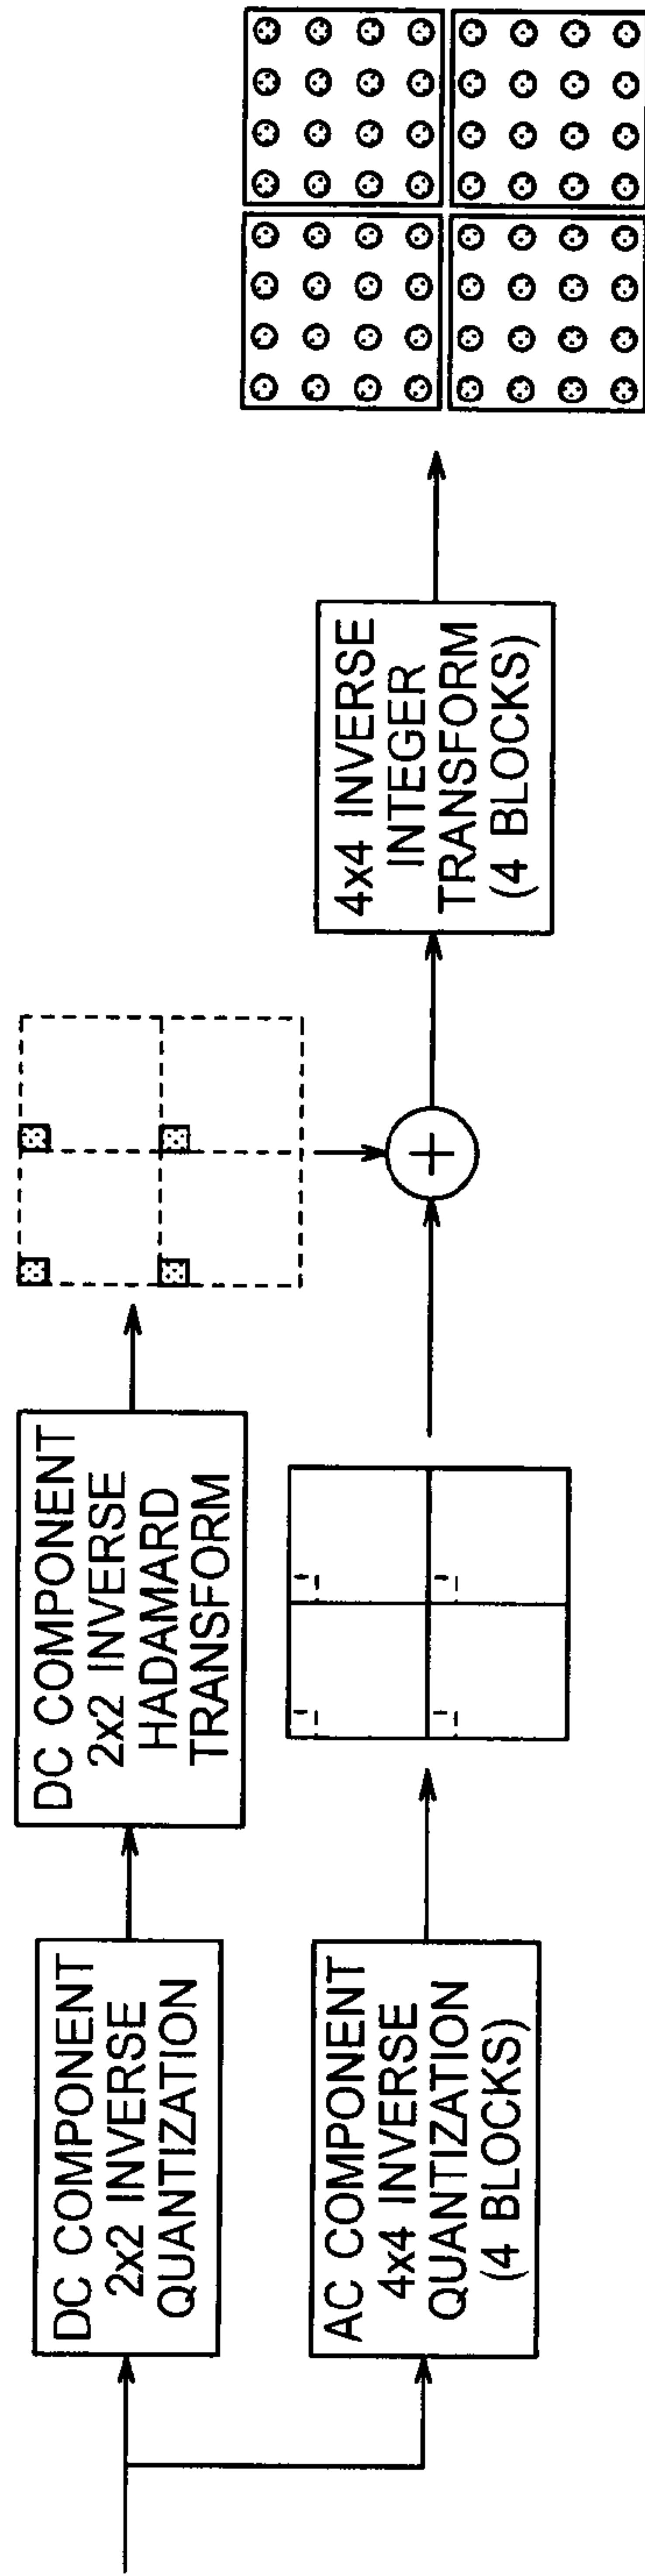 DC COMPONENT
2x2 INVERSE
QUANTIZATION
DC COMPONENT
2x2 INVERSE
HADAMARD
TRANSFORM
AC COMPONENT
4x4 INVERSE
QUANTIZATION
(4 BLOCKS)
+
4x4 INVERSE
INTEGER
TRANSFORM
(4 BLOCKS)